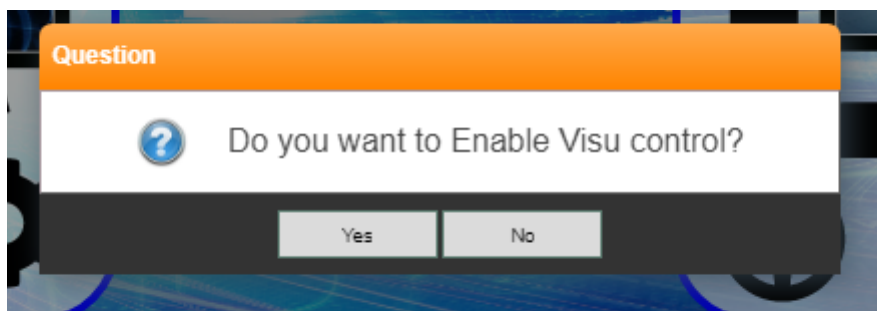 Question
Do you want to Enable Visu control?
Yes
No